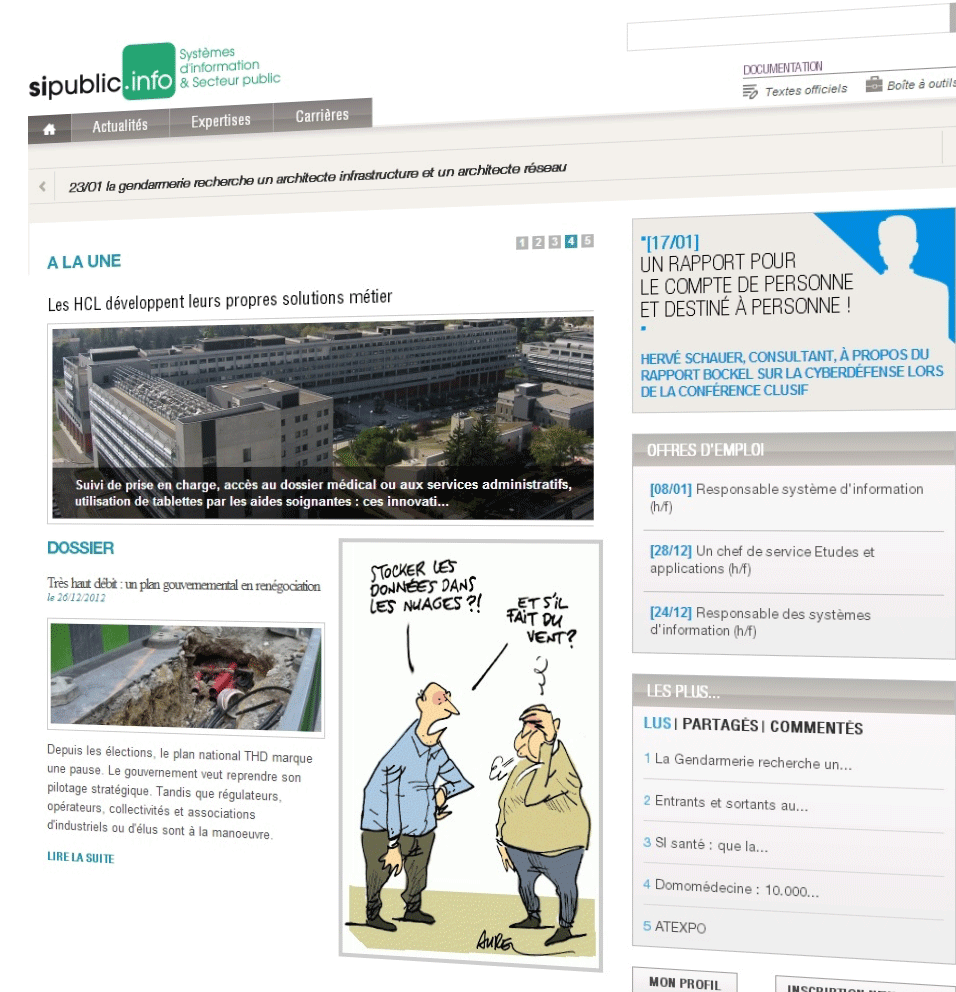 sipublic.info
Systèmes
d'information
& Secteur public
DOCUMENTATION
Textes officiels
Boîte à outils
Actualités
Expertises
Carrières
23/01 la gendarmerie recherche un architecte infrastructure et un architecte réseau
A LA UNE
1 2 3 4 5
Les HCL développent leurs propres solutions métier
Suivi de prise en charge, accès au dossier médical ou aux services administratifs,
utilisation de tablettes par les aides soignantes : ces innovati...
DOSSIER
Très haut débit : un plan gouvernemental en renégociation
le 26/12/2012
Depuis les élections, le plan national THD marque
une pause. Le gouvernement veut reprendre son
pilotage stratégique. Tandis que régulateurs,
opérateurs, collectivités et associations
d'industriels ou d'élus sont à la manoeuvre.
LIRE LA SUITE
STOCKER LES
DONNÉES DANS
LES NUAGES ?!
ET S'IL
FAIT DU
VENT ?
AUREL
"[17/01]
UN RAPPORT POUR
LE COMPTE DE PERSONNE
ET DESTINÉ À PERSONNE !
"
HERVÉ SCHAUER, CONSULTANT, À PROPOS DU
RAPPORT BOCKEL SUR LA CYBERDÉFENSE LORS
DE LA CONFÉRENCE CLUSIF
OFFRES D'EMPLOI
[08/01] Responsable système d'information
(h/f)
[28/12] Un chef de service Etudes et
applications (h/f)
[24/12] Responsable des systèmes
d'information (h/f)
LES PLUS...
LUS | PARTAGÉS | COMMENTÉS
1 La Gendarmerie recherche un...
2 Entrants et sortants au...
3 SI santé : que la...
4 Domomédecine : 10.000...
5 ATEXPO
MON PROFIL
INSCRIPTION